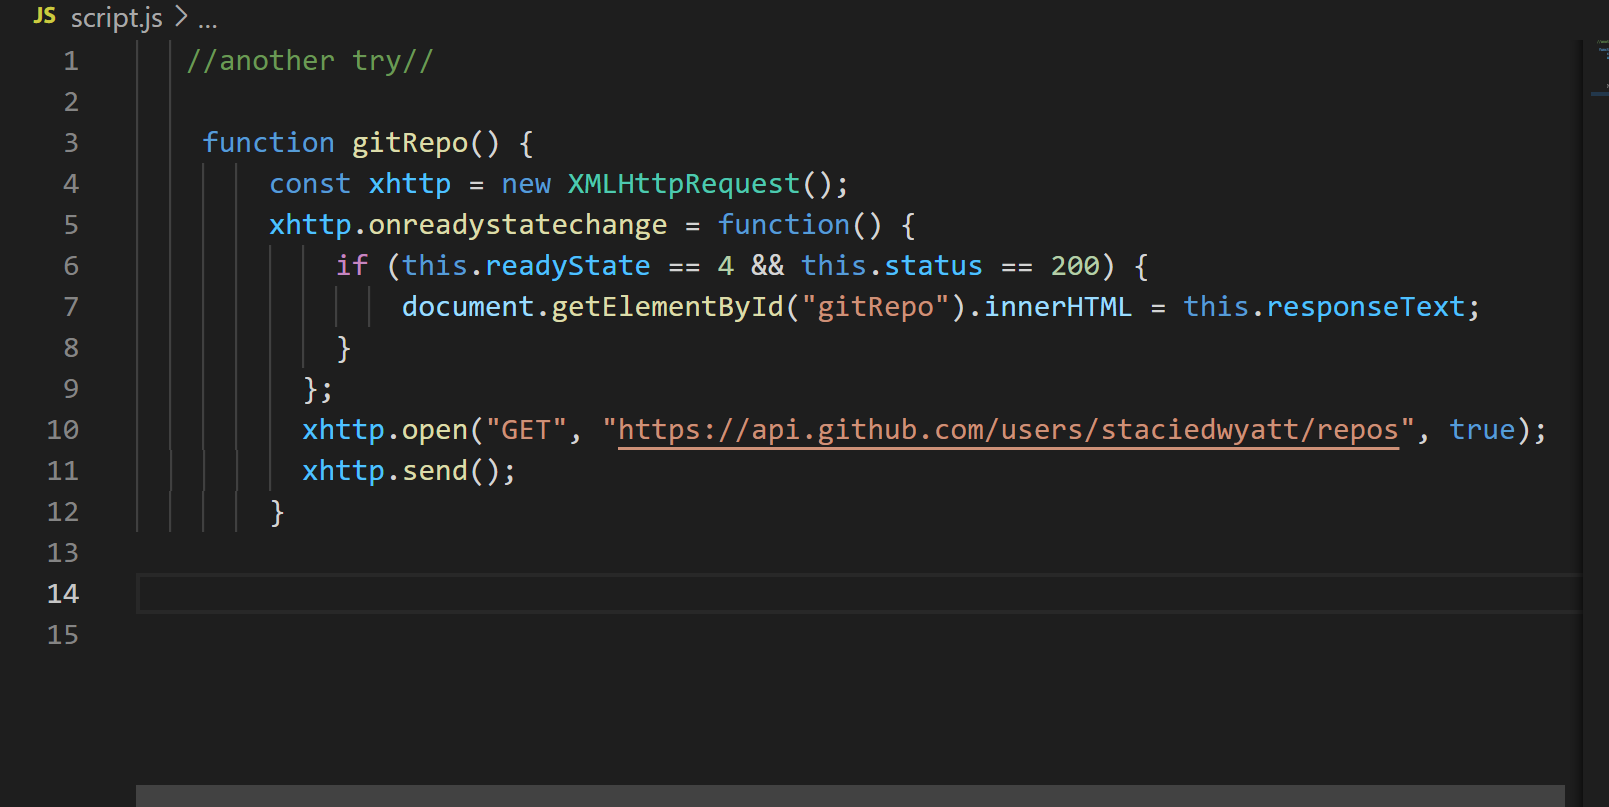 JS script.js > ...
1 //another try//
2
3 function gitRepo() {
4 const xhttp = new XMLHttpRequest();
5 xhttp.onreadystatechange = function() {
6 if (this.readyState == 4 && this.status == 200) {
7 document.getElementById("gitRepo").innerHTML = this.responseText;
8 }
9 };
10 xhttp.open("GET", "https://api.github.com/users/staciedwyatt/repos", true);
11 xhttp.send();
12 }
13
14
15